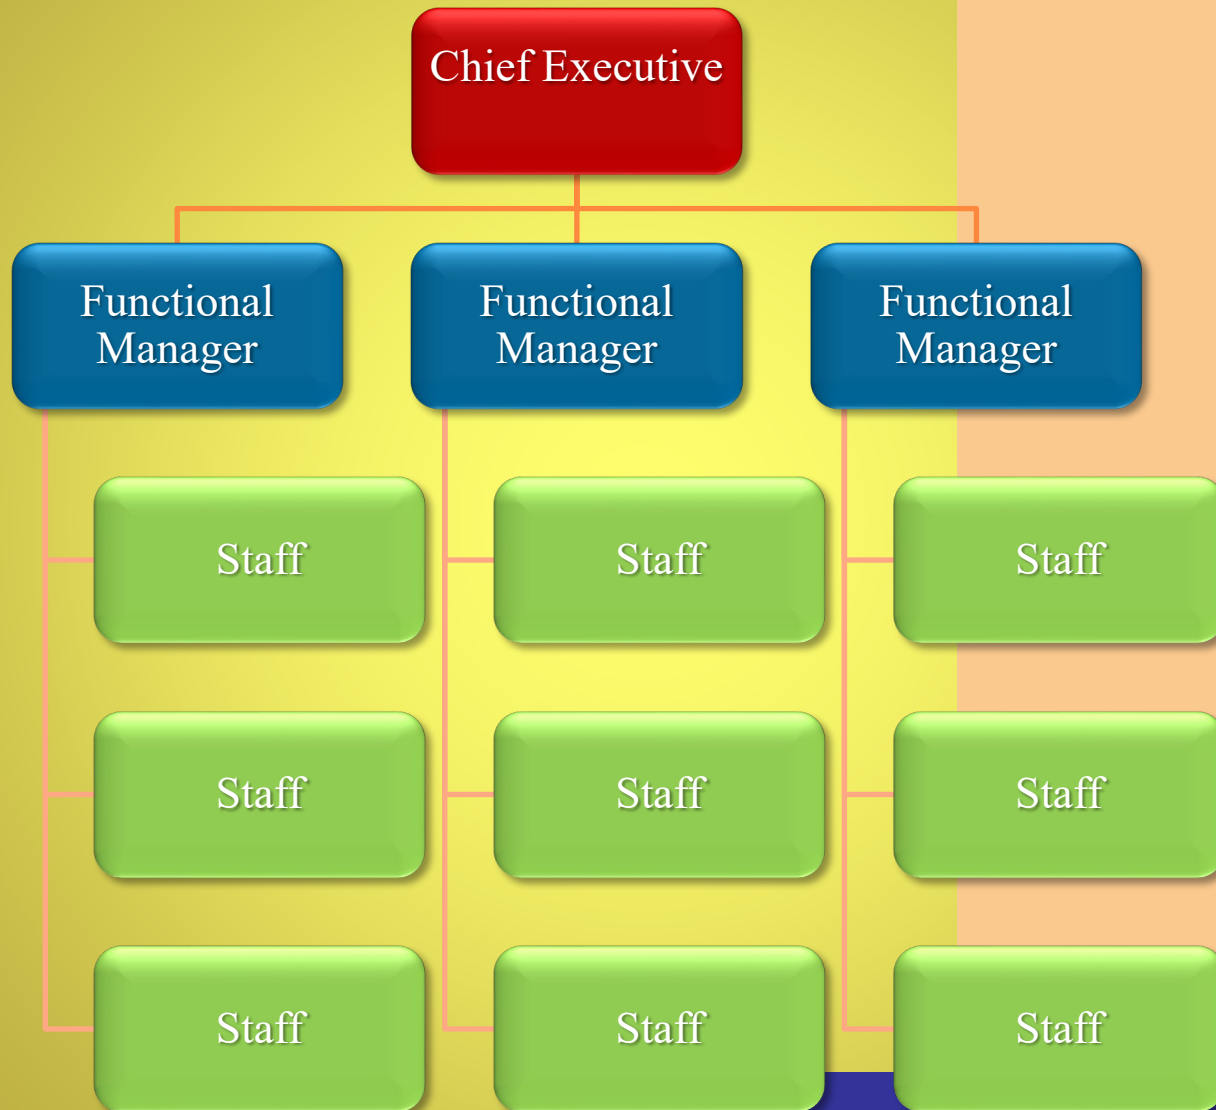 Chief Executive
Functional
Manager
Functional
Manager
Functional
Manager
Staff
Staff
Staff
Staff
Staff
Staff
Staff
Staff
Staff